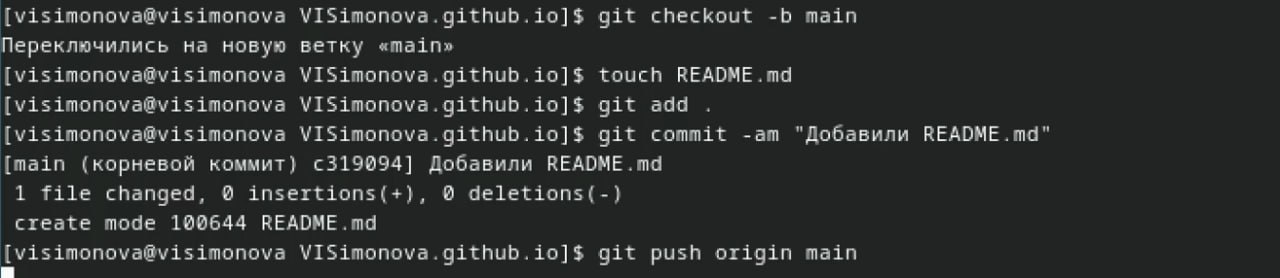 [visimonova@visimonova VISimonova.github.io]$ git checkout -b main
Переключились на новую ветку «main»
[visimonova@visimonova VISimonova.github.io]$ touch README.md
[visimonova@visimonova VISimonova.github.io]$ git add .
[visimonova@visimonova VISimonova.github.io]$ git commit -am "Добавили README.md"
[main (корневой коммит) c319094] Добавили README.md
 1 file changed, 0 insertions(+), 0 deletions(-)
 create mode 100644 README.md
[visimonova@visimonova VISimonova.github.io]$ git push origin main